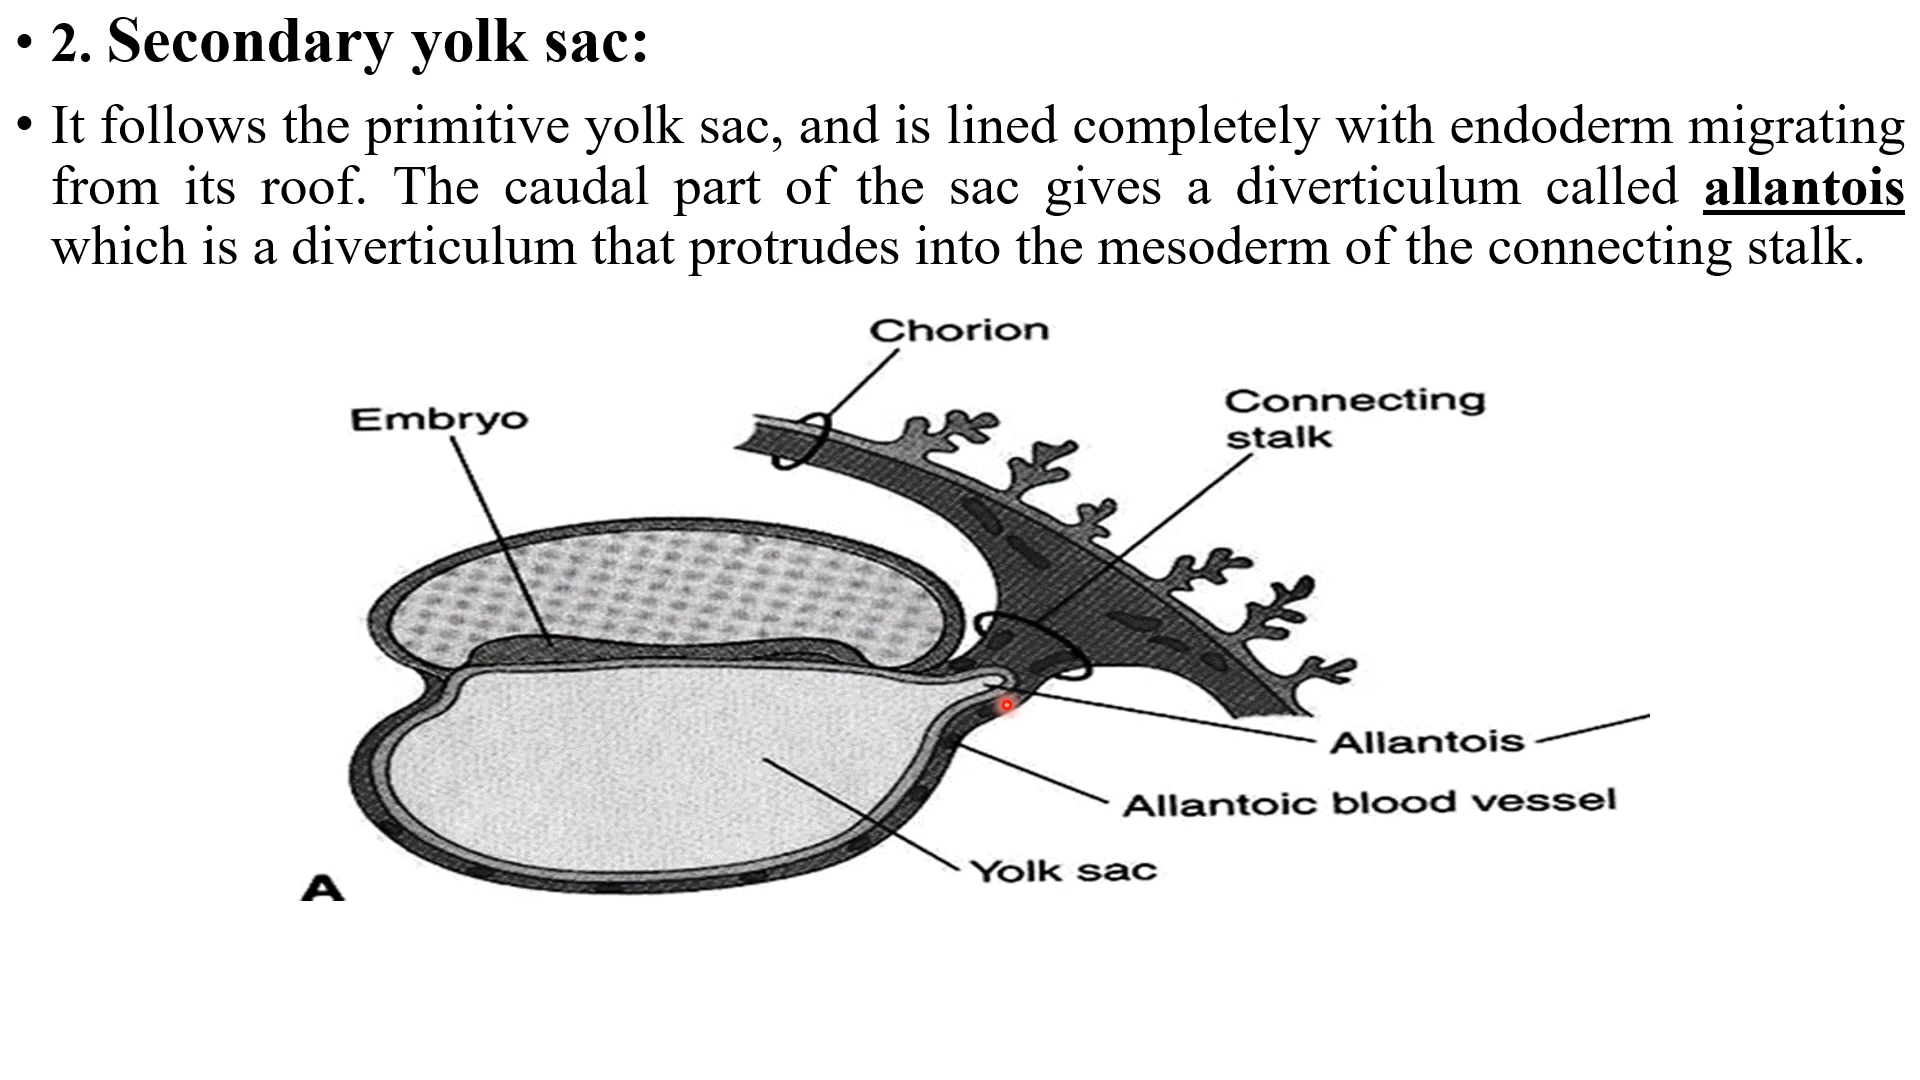 • 2. Secondary yolk sac:
• It follows the primitive yolk sac, and is lined completely with endoderm migrating
from its roof. The caudal part of the sac gives a diverticulum called allantois
which is a diverticulum that protrudes into the mesoderm of the connecting stalk.
Chorion
Connecting
stalk
Embryo
Allantois
Allantoic blood vessel
Yolk sac
A